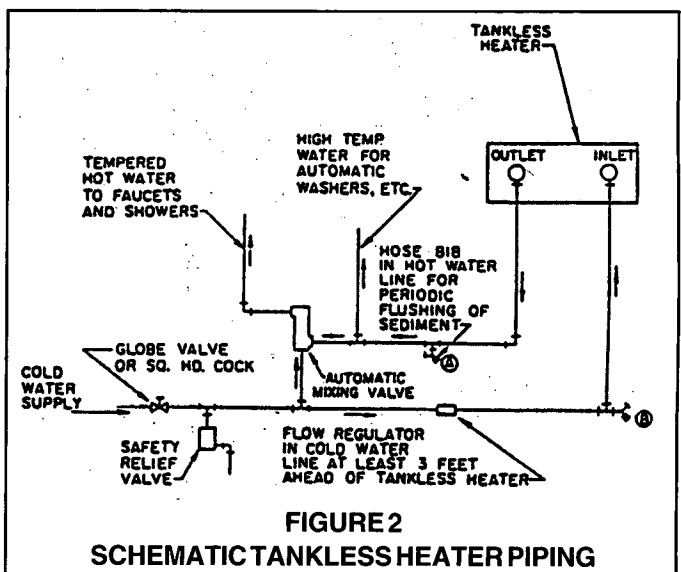 TANKLESS
HEATER
OUTLET
INLET
HIGH TEMP.
WATER FOR
AUTOMATIC
WASHERS, ETC.
TEMPERED
HOT WATER
TO FAUCETS
AND SHOWERS
HOSE BIB
IN HOT WATER
LINE FOR
PERIODIC
FLUSHING OF
SEDIMENT
A
GLOBE VALVE
OR SQ. HD. COCK
AUTOMATIC
MIXING VALVE
COLD
WATER
SUPPLY
B
SAFETY
RELIEF
VALVE
FLOW REGULATOR
IN COLD WATER
LINE AT LEAST 3 FEET
AHEAD OF TANKLESS HEATER
FIGURE 2
SCHEMATIC TANKLESS HEATER PIPING